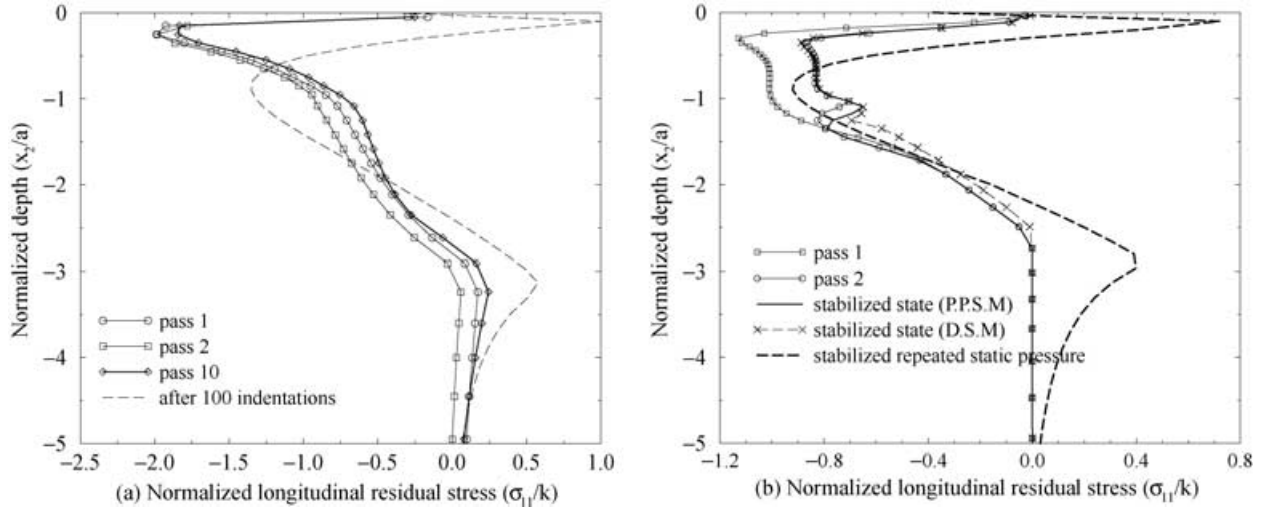 0
−1
−2
−3
−4
−5
Normalized depth (x2/a)
pass 1
pass 2
pass 10
after 100 indentations
−2.5 −2.0 −1.5 −1.0 −0.5 0.0 0.5 1.0
(a) Normalized longitudinal residual stress (σ11/k)
0
−1
−2
−3
−4
−5
Normalized depth (x2/a)
pass 1
pass 2
stabilized state (P.P.S.M)
stabilized state (D.S.M)
stabilized repeated static pressure
−1.2 −0.8 −0.4 0.0 0.4 0.8
(b) Normalized longitudinal residual stress (σ11/k)